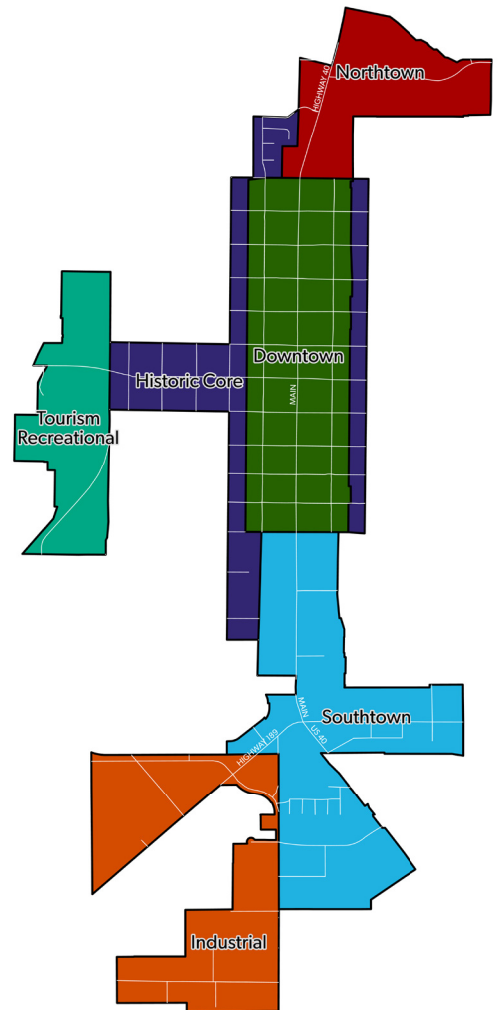 Northtown
HIGHWAY 40
Downtown
Historic Core
MAIN
Tourism
Recreational
MAIN
US 40
Southtown
HIGHWAY 189
Industrial